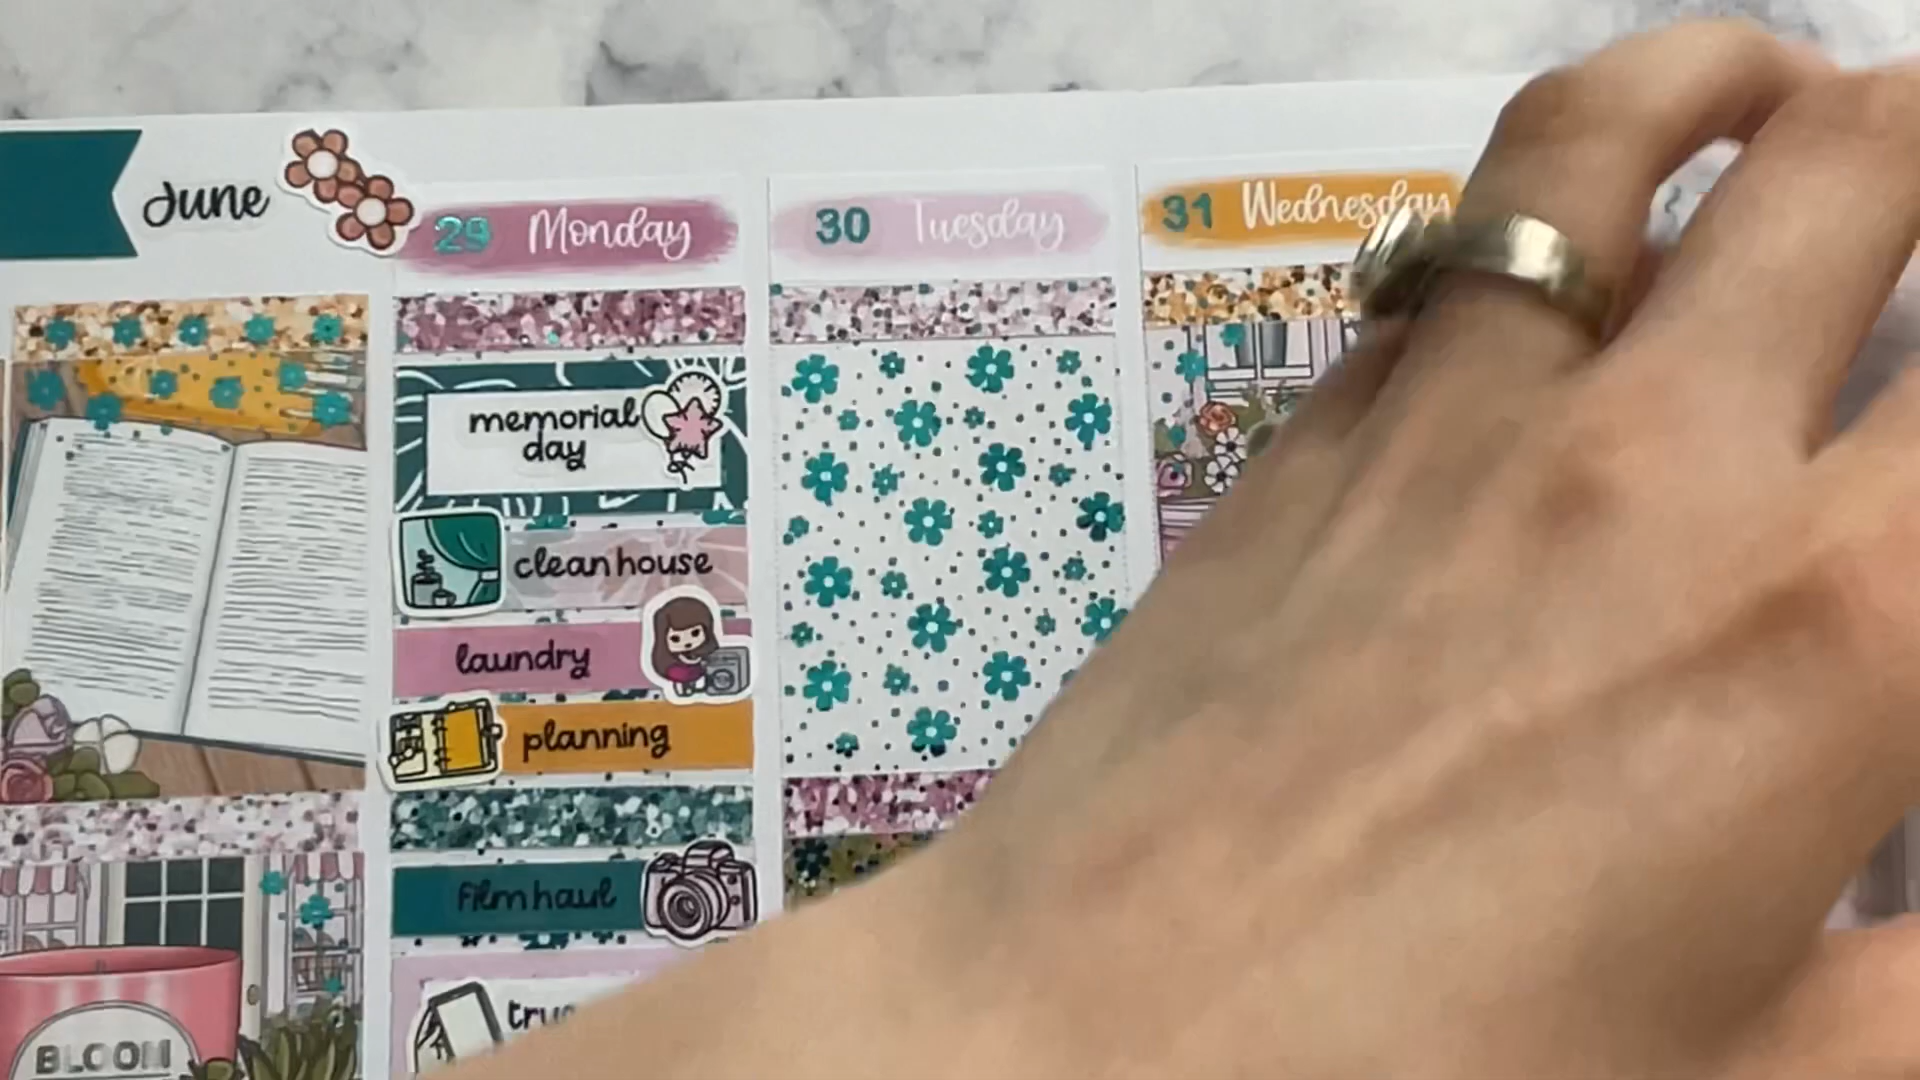 June
29 Monday
30 Tuesday
31 Wednesday
memorial
day
clean house
laundry
planning
film haul
BLOOM